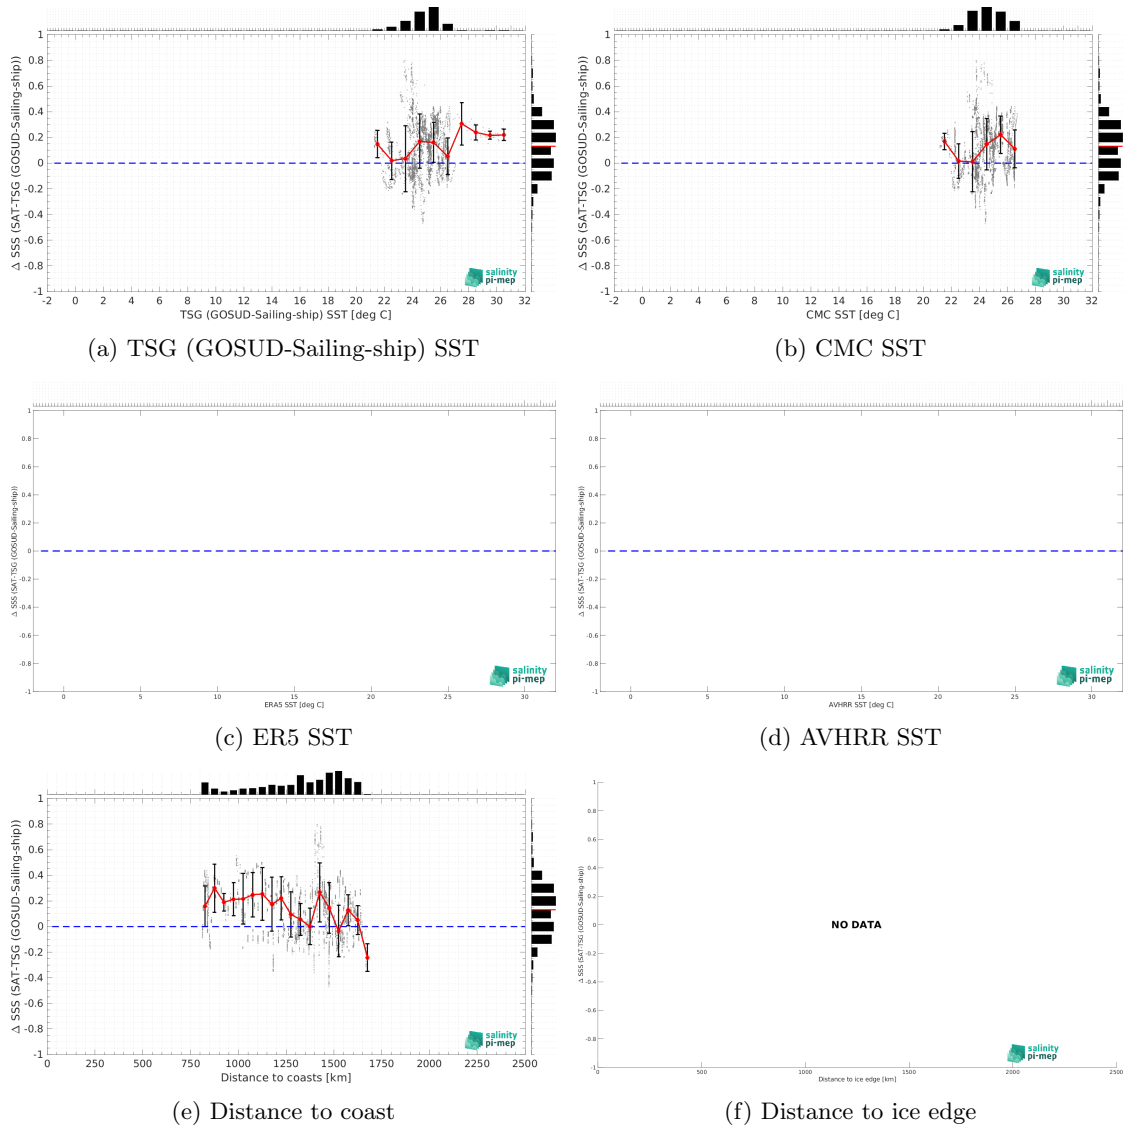 1
0.8
0.6
0.4
0.2
0
-0.2
-0.4
-0.6
-0.8
-1
Δ SSS (SAT-TSG (GOSUD-Sailing-ship))
-2 0 2 4 6 8 10 12 14 16 18 20 22 24 26 28 30 32
TSG (GOSUD-Sailing-ship) SST [deg C]
salinity
pi-mep
(a) TSG (GOSUD-Sailing-ship) SST
1
0.8
0.6
0.4
0.2
0
-0.2
-0.4
-0.6
-0.8
-1
Δ SSS (SAT-TSG (GOSUD-Sailing-ship))
-2 0 2 4 6 8 10 12 14 16 18 20 22 24 26 28 30 32
CMC SST [deg C]
salinity
pi-mep
(b) CMC SST
1
0.8
0.6
0.4
0.2
0
-0.2
-0.4
-0.6
-0.8
-1
Δ SSS (SAT-TSG (GOSUD-Sailing-ship))
0 5 10 15 20 25 30
ERA5 SST [deg C]
salinity
pi-mep
(c) ER5 SST
1
0.8
0.6
0.4
0.2
0
-0.2
-0.4
-0.6
-0.8
-1
Δ SSS (SAT-TSG (GOSUD-Sailing-ship))
0 5 10 15 20 25 30
AVHRR SST [deg C]
salinity
pi-mep
(d) AVHRR SST
1
0.8
0.6
0.4
0.2
0
-0.2
-0.4
-0.6
-0.8
-1
Δ SSS (SAT-TSG (GOSUD-Sailing-ship))
0 250 500 750 1000 1250 1500 1750 2000 2250 2500
Distance to coasts [km]
salinity
pi-mep
(e) Distance to coast
1
0.8
0.6
0.4
0.2
0
-0.2
-0.4
-0.6
-0.8
-1
Δ SSS (SAT-TSG (GOSUD-Sailing-ship))
NO DATA
0 500 1000 1500 2000 2500
Distance to ice edge [km]
salinity
pi-mep
(f) Distance to ice edge